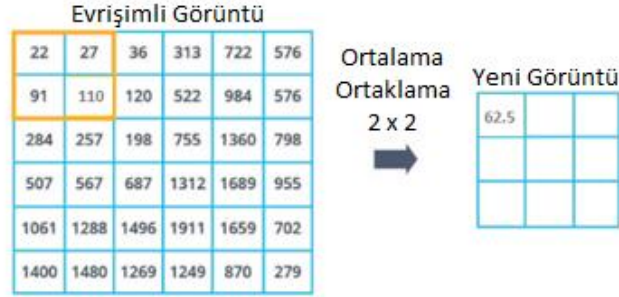 Evrişimli Görüntü
22 27 36 313 722 576
91 110 120 522 984 576
284 257 198 755 1360 798
507 567 687 1312 1689 955
1061 1288 1496 1911 1659 702
1400 1480 1269 1249 870 279
Ortalama
Ortaklama
2 x 2
Yeni Görüntü
62.5